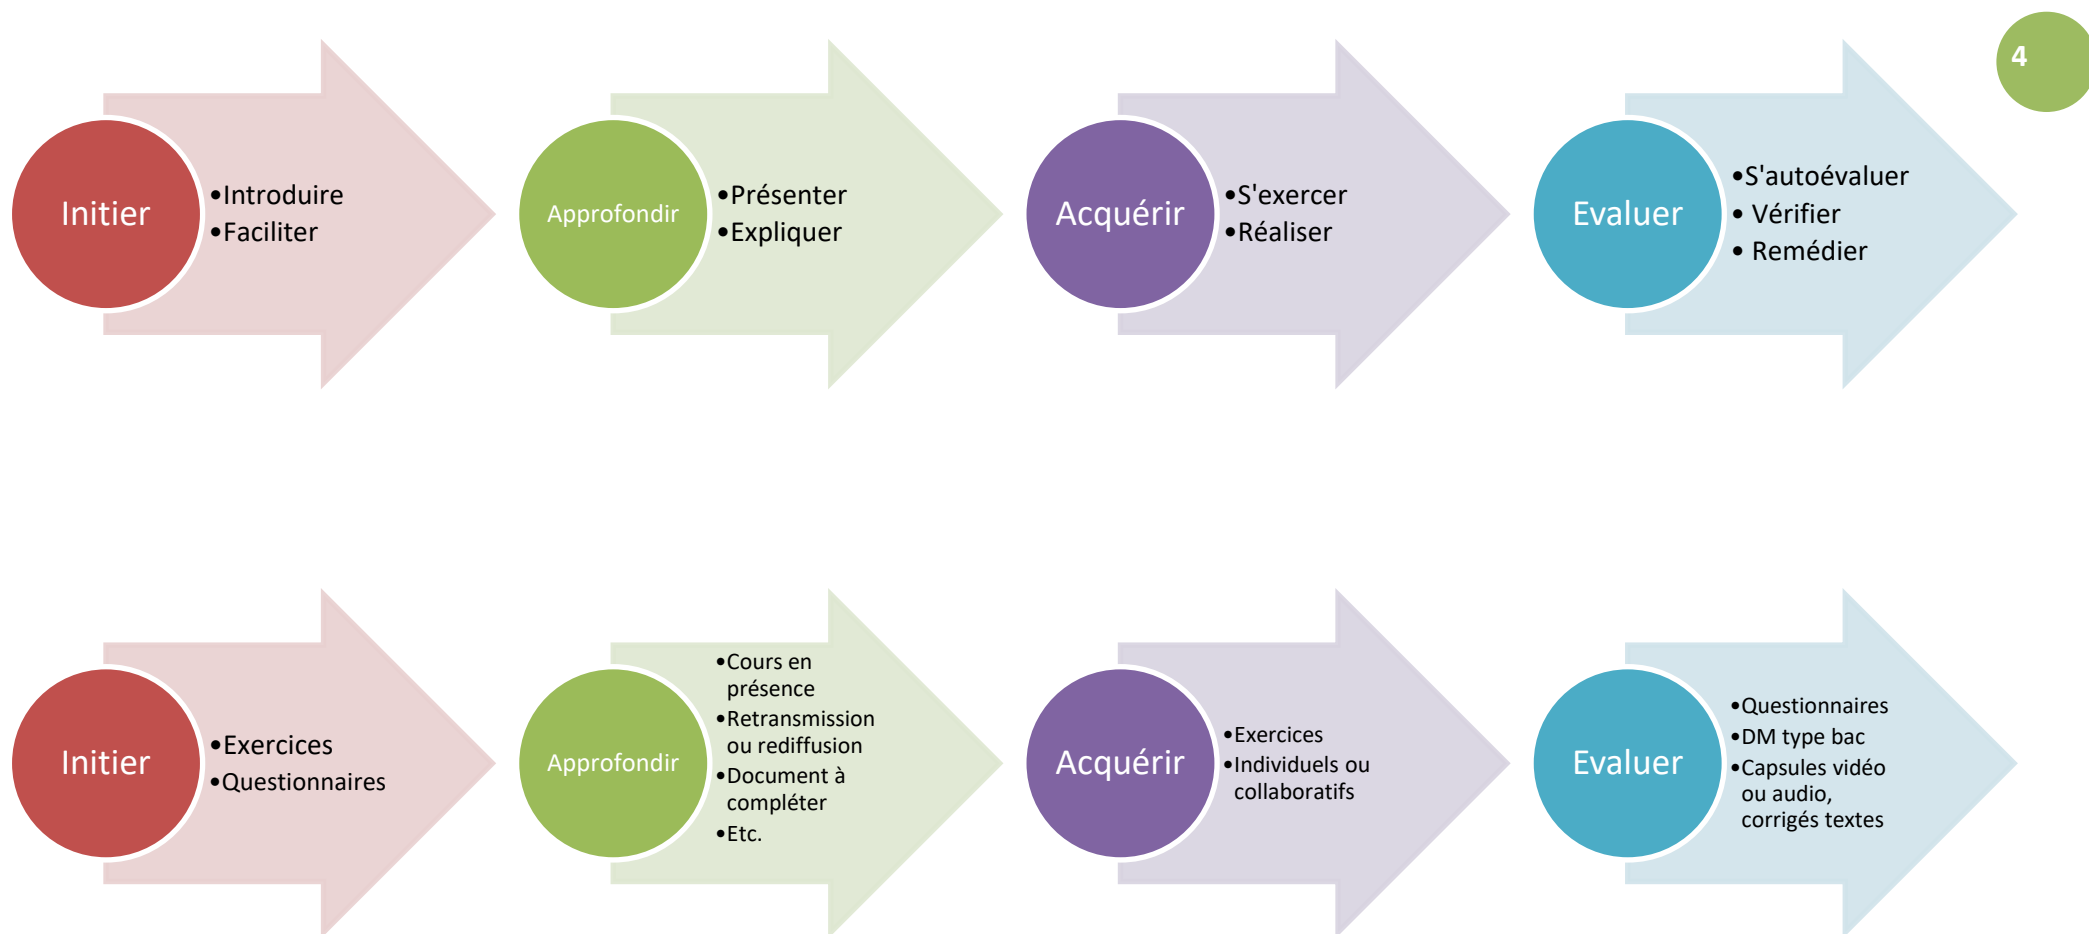 4
Initier
•Introduire
•Faciliter
Approfondir
•Présenter
•Expliquer
Acquérir
•S'exercer
•Réaliser
Evaluer
•S'autoévaluer
• Vérifier
• Remédier
Initier
•Exercices
•Questionnaires
Approfondir
•Cours en
présence
•Retransmission
ou rediffusion
•Document à
compléter
•Etc.
Acquérir
•Exercices
•Individuels ou
collaboratifs
Evaluer
•Questionnaires
•DM type bac
•Capsules vidéo
ou audio,
corrigés textes